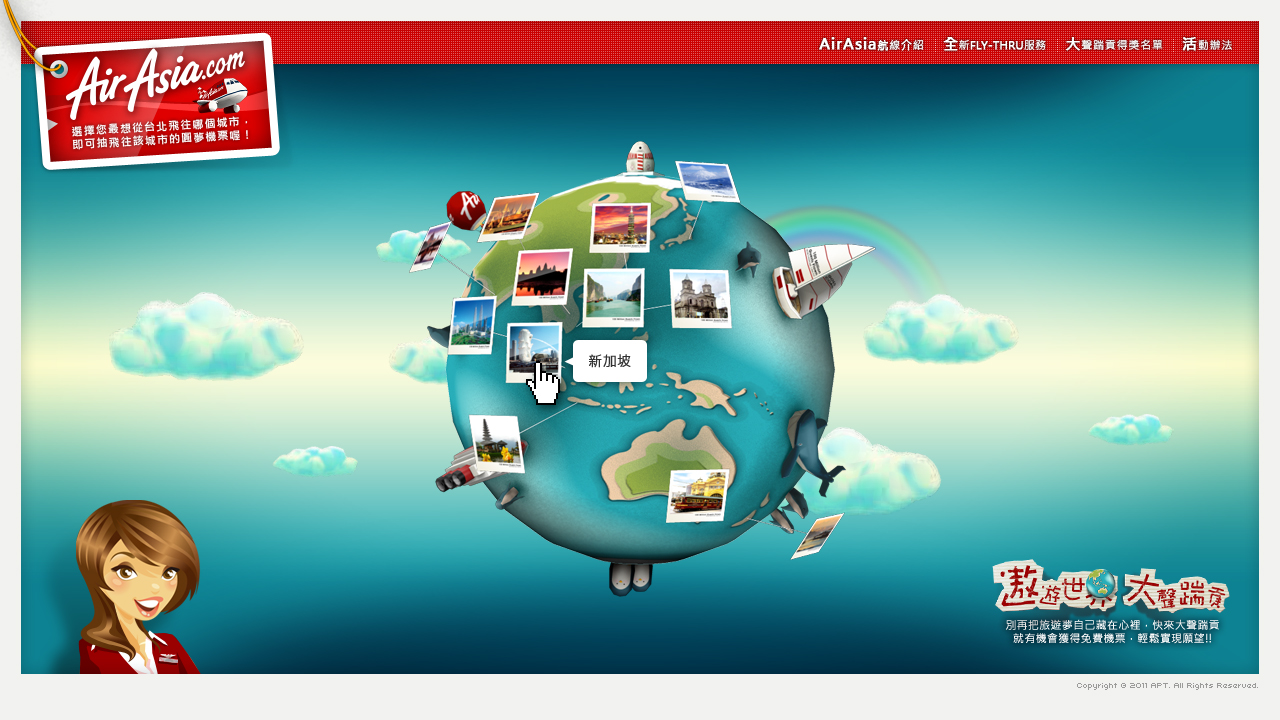 AirAsia航線介紹
全新FLY-THRU服務
大聲踹貢得獎名單
活動辦法
AirAsia.com
選擇您最想從台北飛往哪個城市，
即可抽飛往該城市的圓夢機票喔！
Air
新加坡
遨遊世界 大聲踹貢
別再把旅遊夢自己藏在心裡，快來大聲踹貢
就有機會獲得免費機票，輕鬆實現願望!!
Copyright © 2011 APT. All Rights Reserved.